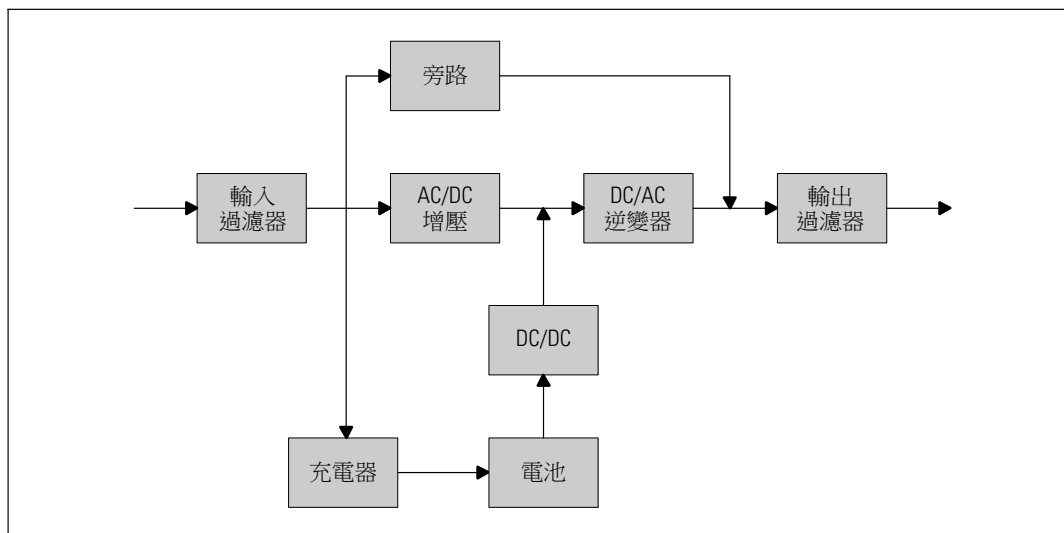 旁路
輸入
過濾器
AC/DC
增壓
DC/AC
逆變器
輸出
過濾器
DC/DC
充電器
電池